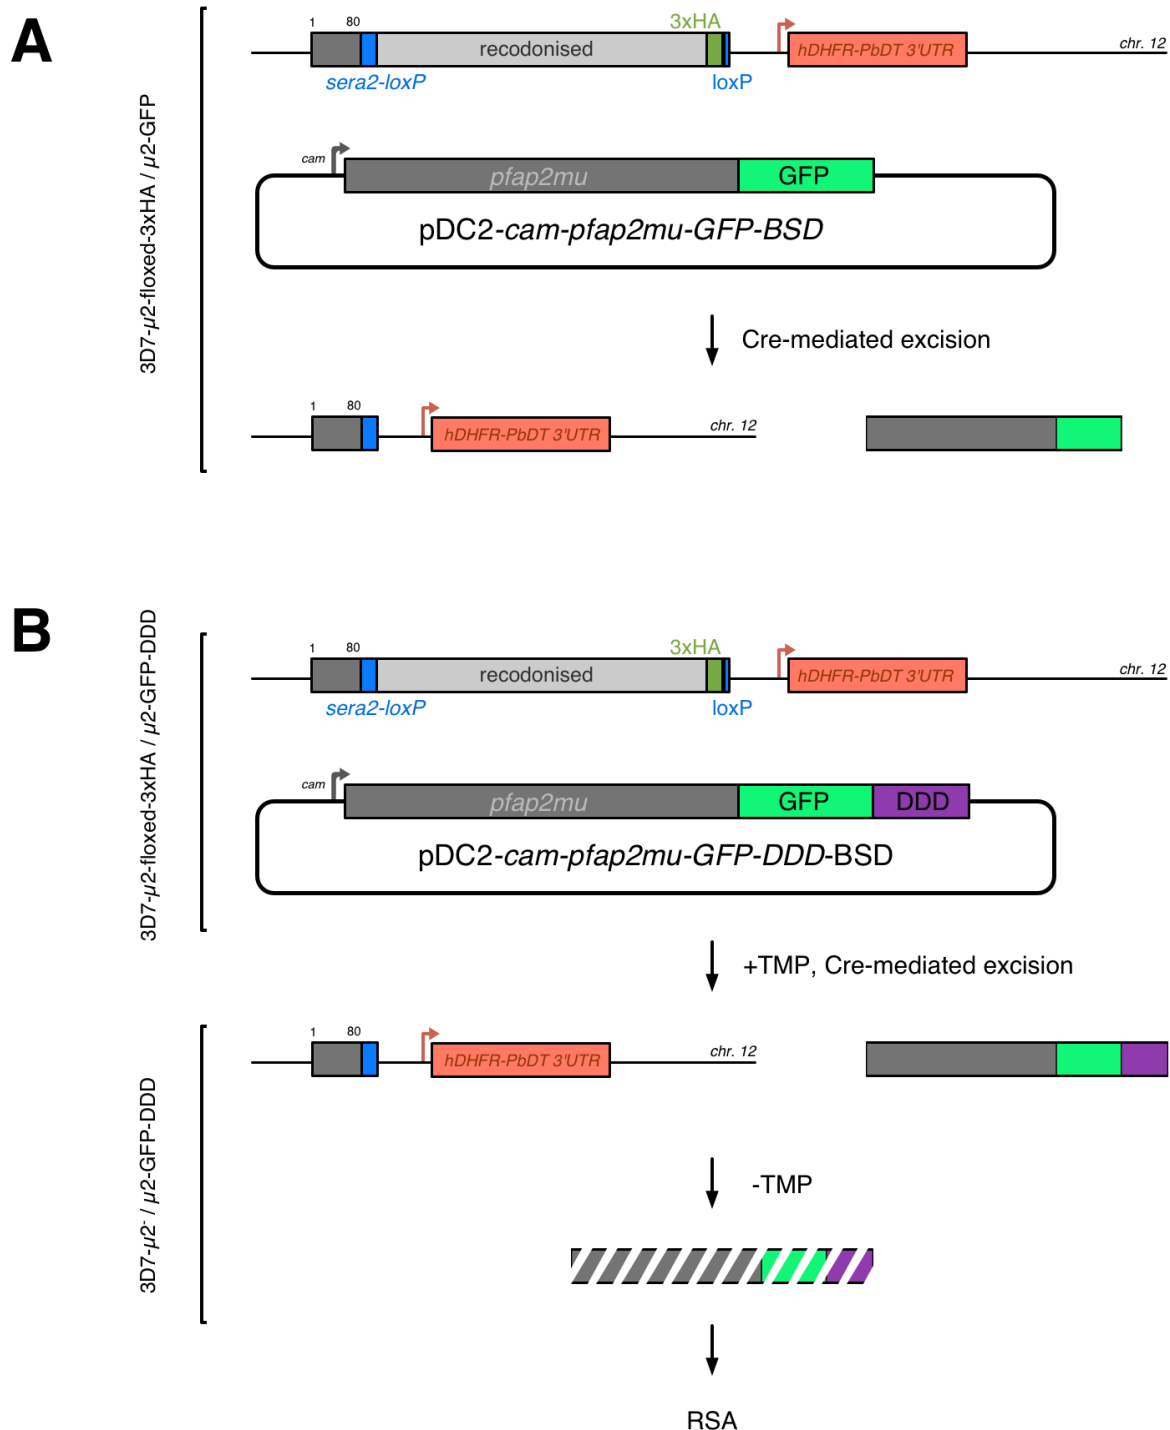 A
3D7-μ2-floxed-3xHA / μ2-GFP
1 80 3xHA
recodonised hDHFR-PbDT 3'UTR chr. 12
sera2-loxP loxP
cam
pfap2mu GFP
pDC2-cam-pfap2mu-GFP-BSD
Cre-mediated excision
1 80
hDHFR-PbDT 3'UTR chr. 12
B
3D7-μ2-floxed-3xHA / μ2-GFP-DDD
1 80 3xHA
recodonised hDHFR-PbDT 3'UTR chr. 12
sera2-loxP loxP
cam
pfap2mu GFP DDD
pDC2-cam-pfap2mu-GFP-DDD-BSD
+TMP, Cre-mediated excision
3D7-μ2⁻ / μ2-GFP-DDD
1 80
hDHFR-PbDT 3'UTR chr. 12
-TMP
RSA